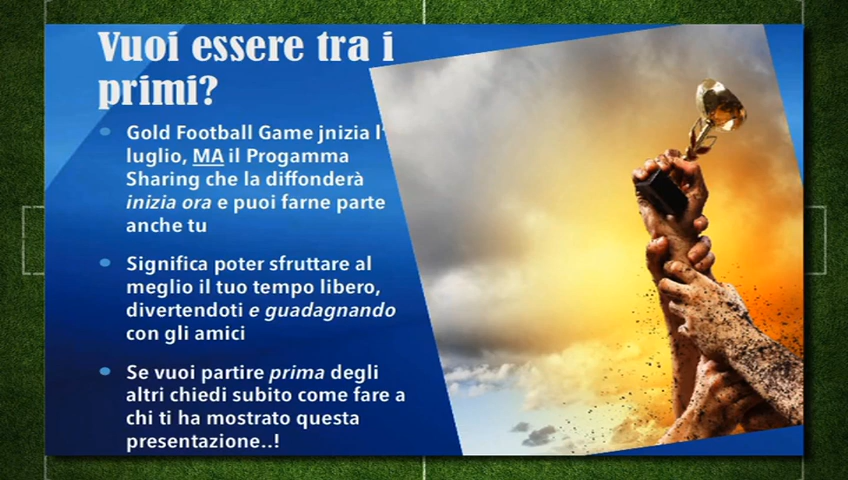 Vuoi essere tra i
primi?
Gold Football Game jnizia l'
luglio, MA il Progamma
Sharing che la diffonderà
inizia ora e puoi farne parte
anche tu
Significa poter sfruttare al
meglio il tuo tempo libero,
divertendoti e guadagnando
con gli amici
Se vuoi partire prima degli
altri chiedi subito come fare a
chi ti ha mostrato questa
presentazione..!